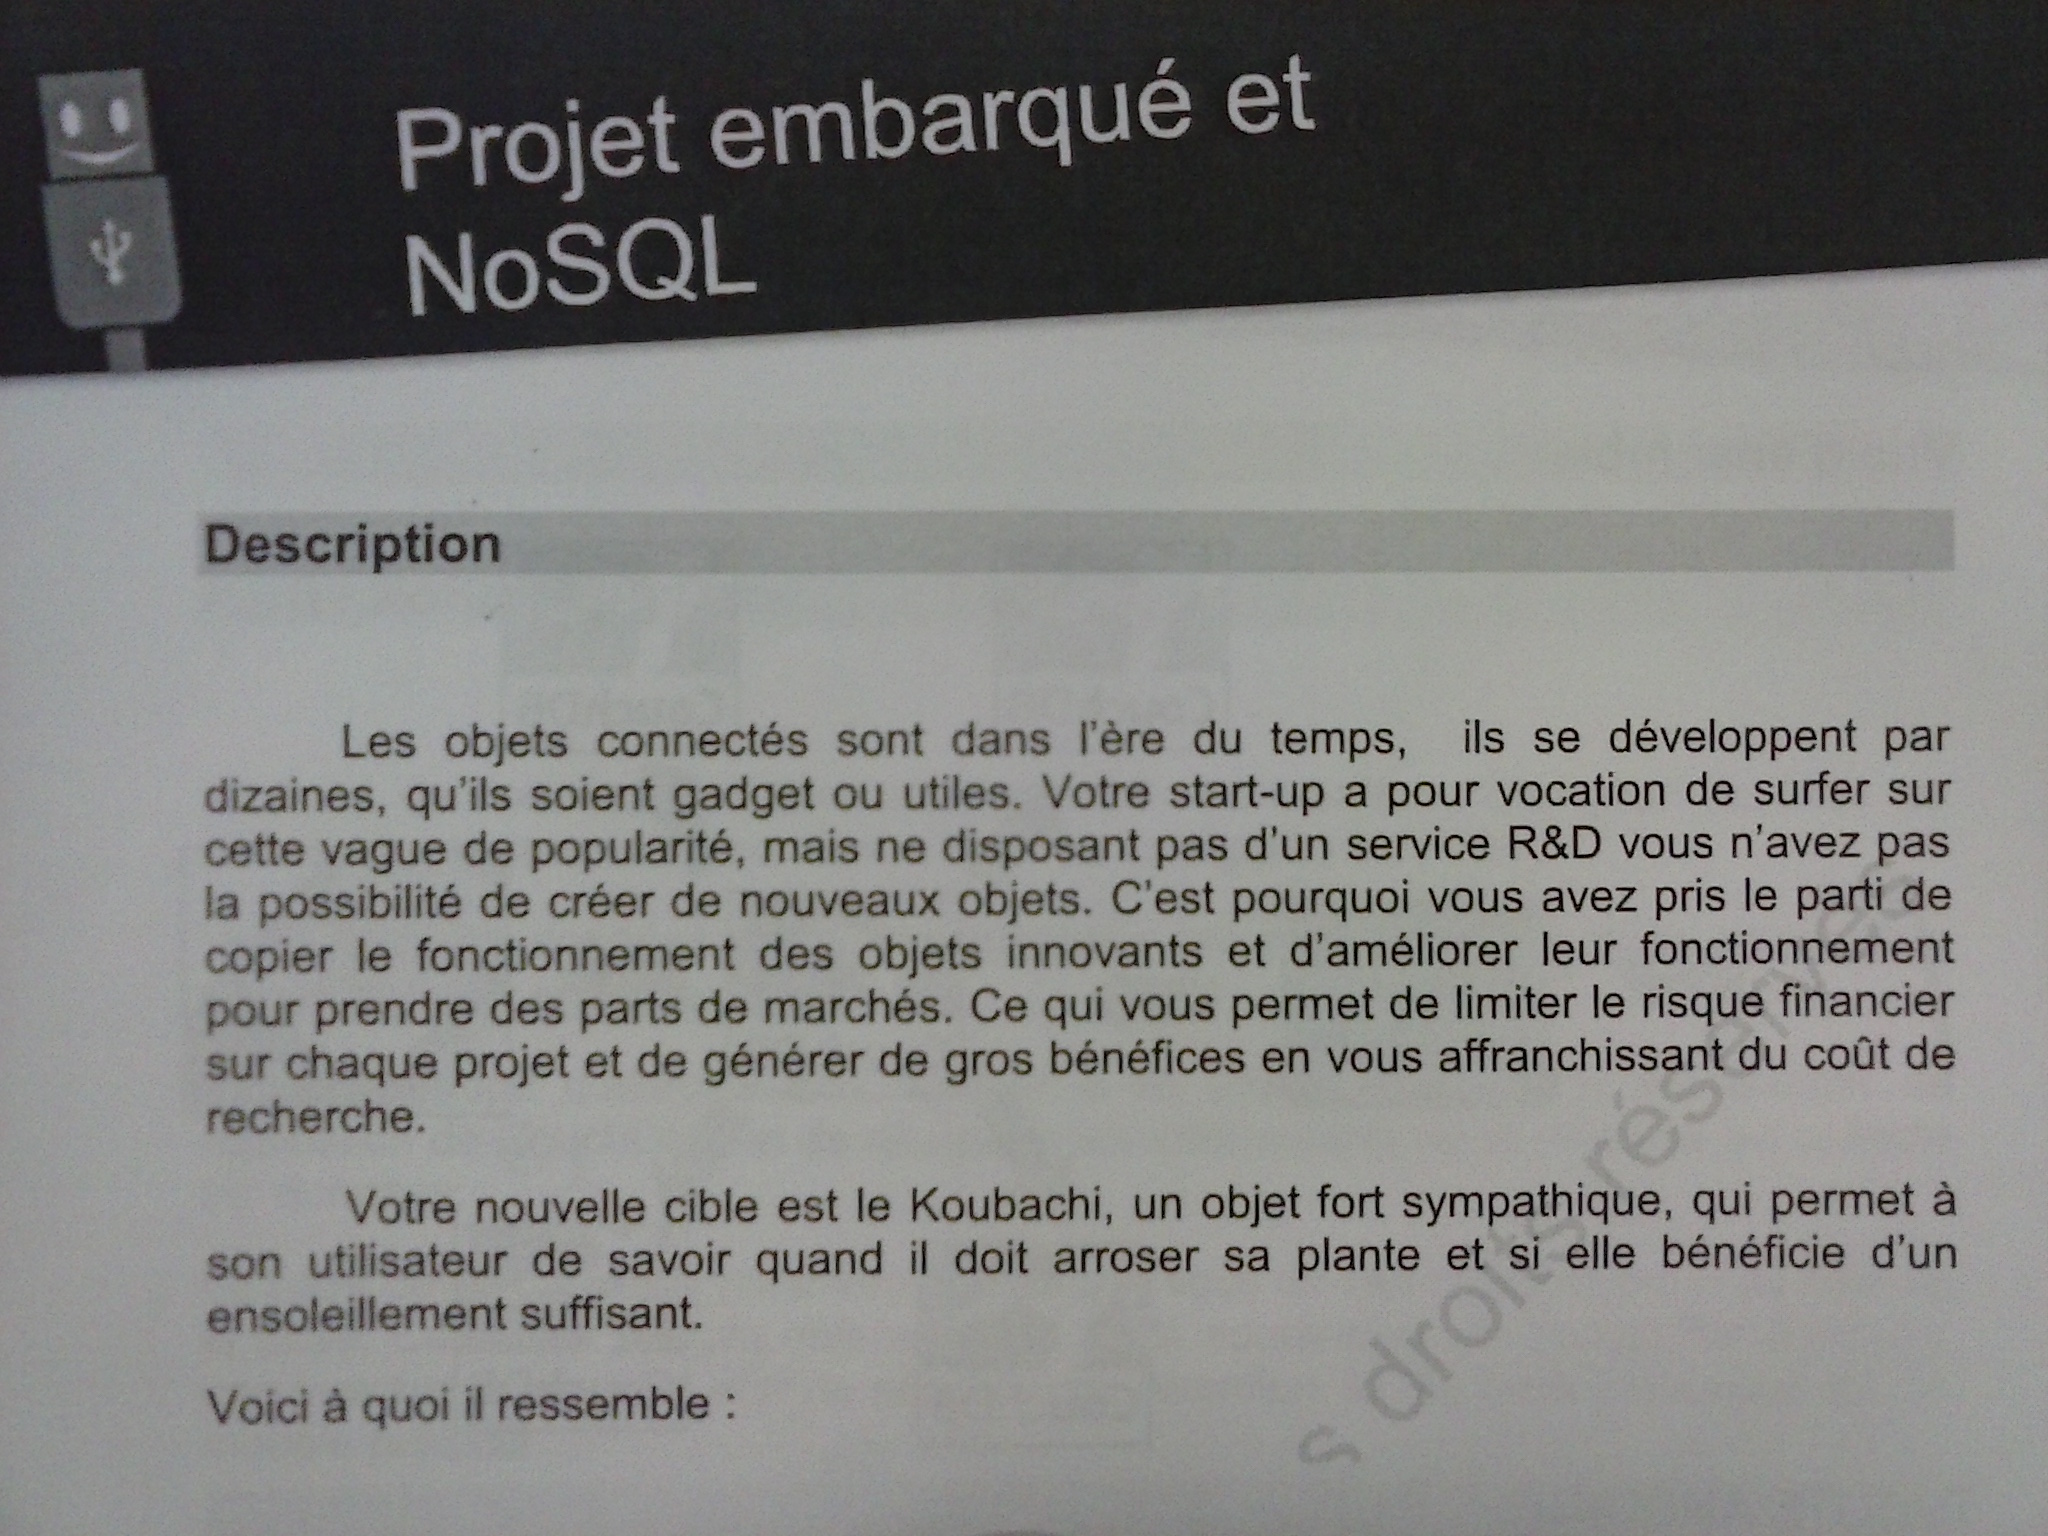 Projet embarqué et
NoSQL
Description
Les objets connectés sont dans l'ère du temps, ils se développent par
dizaines, qu'ils soient gadget ou utiles. Votre start-up a pour vocation de surfer sur
cette vague de popularité, mais ne disposant pas d'un service R&D vous n'avez pas
la possibilité de créer de nouveaux objets. C'est pourquoi vous avez pris le parti de
copier le fonctionnement des objets innovants et d'améliorer leur fonctionnement
pour prendre des parts de marchés. Ce qui vous permet de limiter le risque financier
sur chaque projet et de générer de gros bénéfices en vous affranchissant du coût de
recherche.
Votre nouvelle cible est le Koubachi, un objet fort sympathique, qui permet à
son utilisateur de savoir quand il doit arroser sa plante et si elle bénéficie d'un
ensoleillement suffisant.
Voici à quoi il ressemble :
s droits réservés